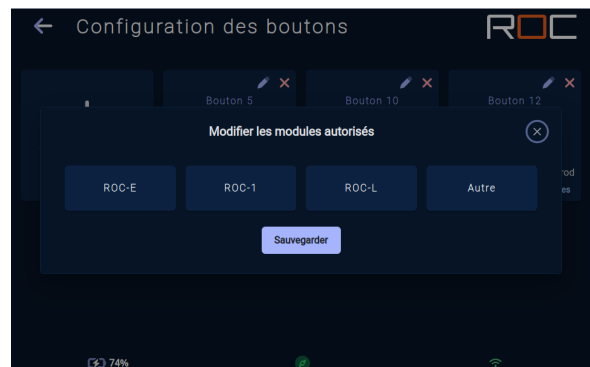 Configuration des boutons
ROC
Bouton 5
Bouton 10
Bouton 12
Modifier les modules autorisés
ROC-E
ROC-1
ROC-L
Autre
Sauvegarder
74%